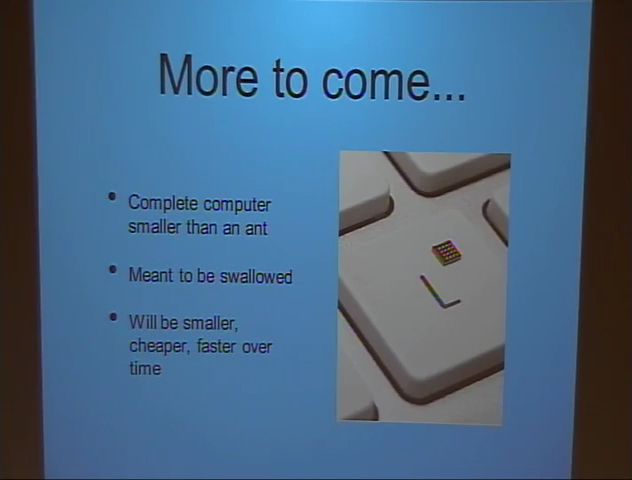 More to come...
• Complete computer
smaller than an ant
• Meant to be swallowed
• Will be smaller,
cheaper, faster over
time
L